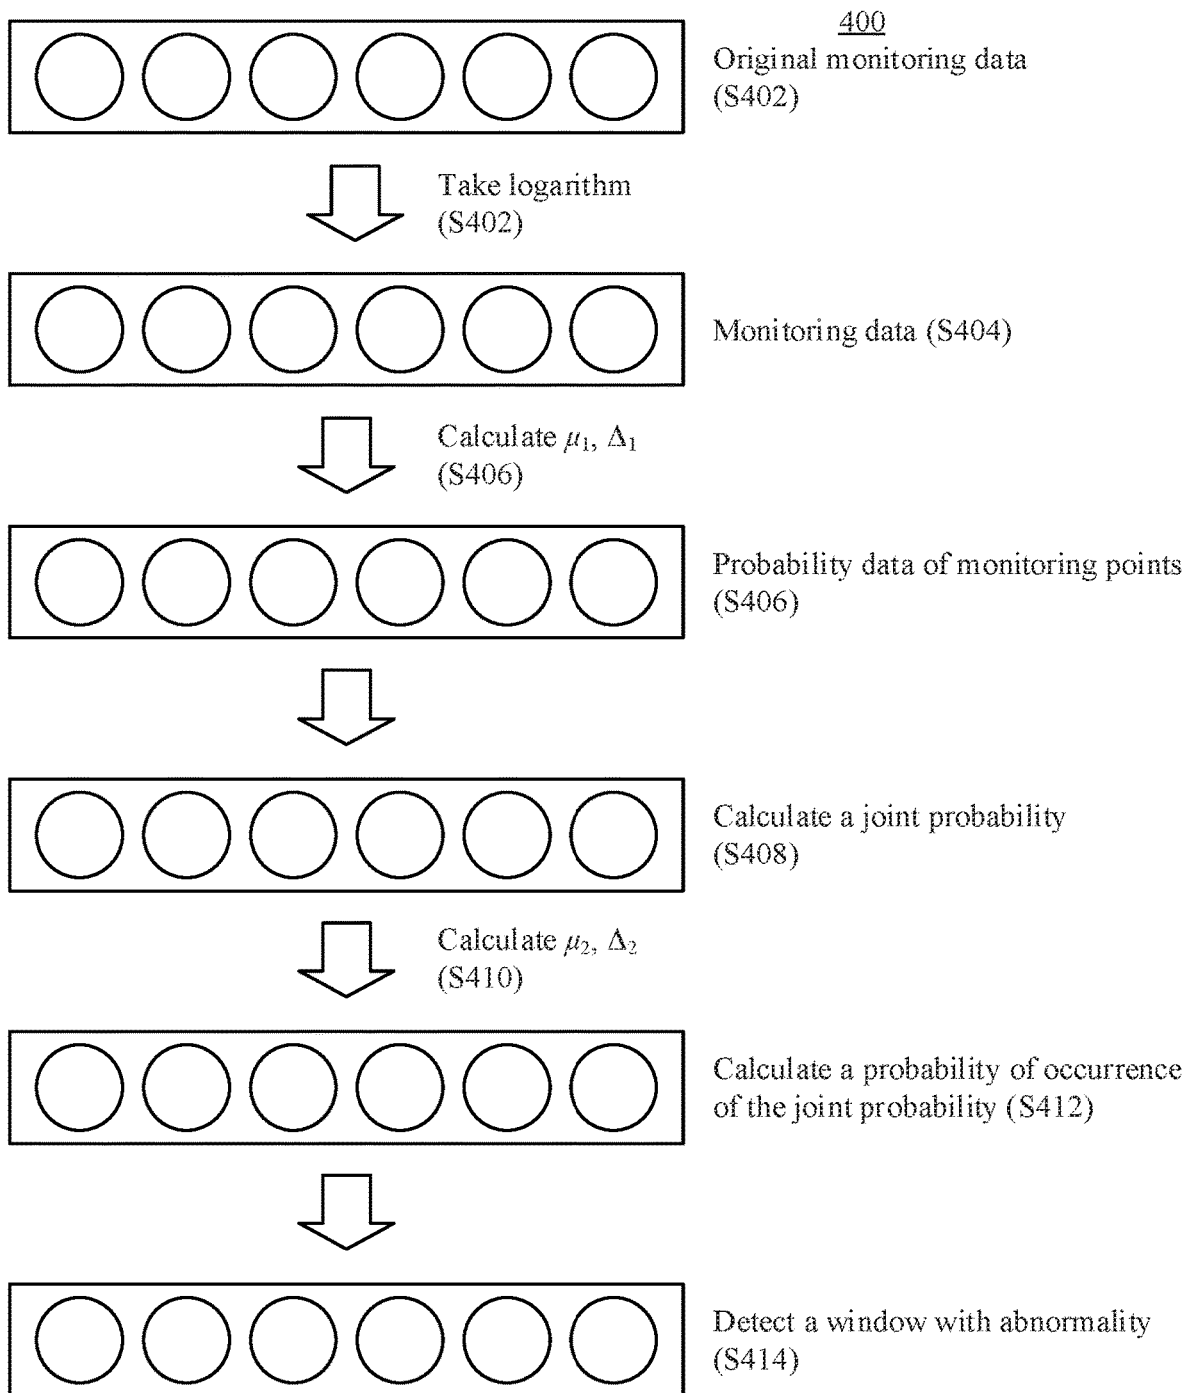 400
Original monitoring data
(S402)
Take logarithm
(S402)
Monitoring data (S404)
Calculate μ₁, Δ₁
(S406)
Probability data of monitoring points
(S406)
Calculate a joint probability
(S408)
Calculate μ₂, Δ₂
(S410)
Calculate a probability of occurrence
of the joint probability (S412)
Detect a window with abnormality
(S414)